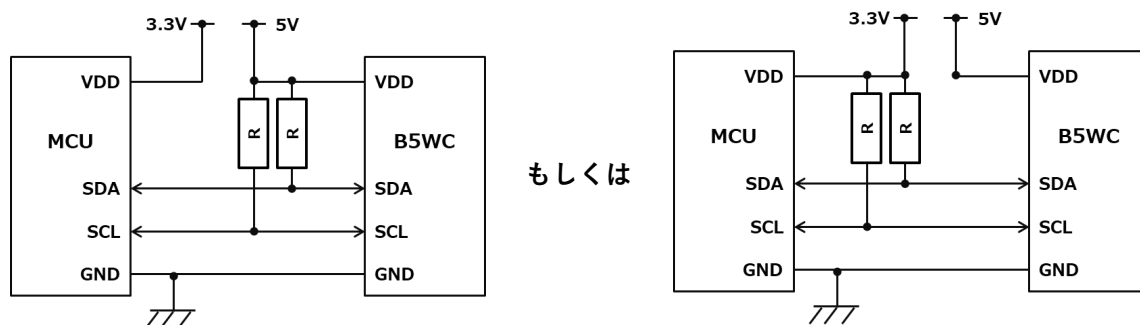 3.3V 5V
VDD VDD
R R
MCU B5WC
SDA SDA
SCL SCL
GND GND
もしくは
3.3V 5V
VDD VDD
R R
MCU B5WC
SDA SDA
SCL SCL
GND GND